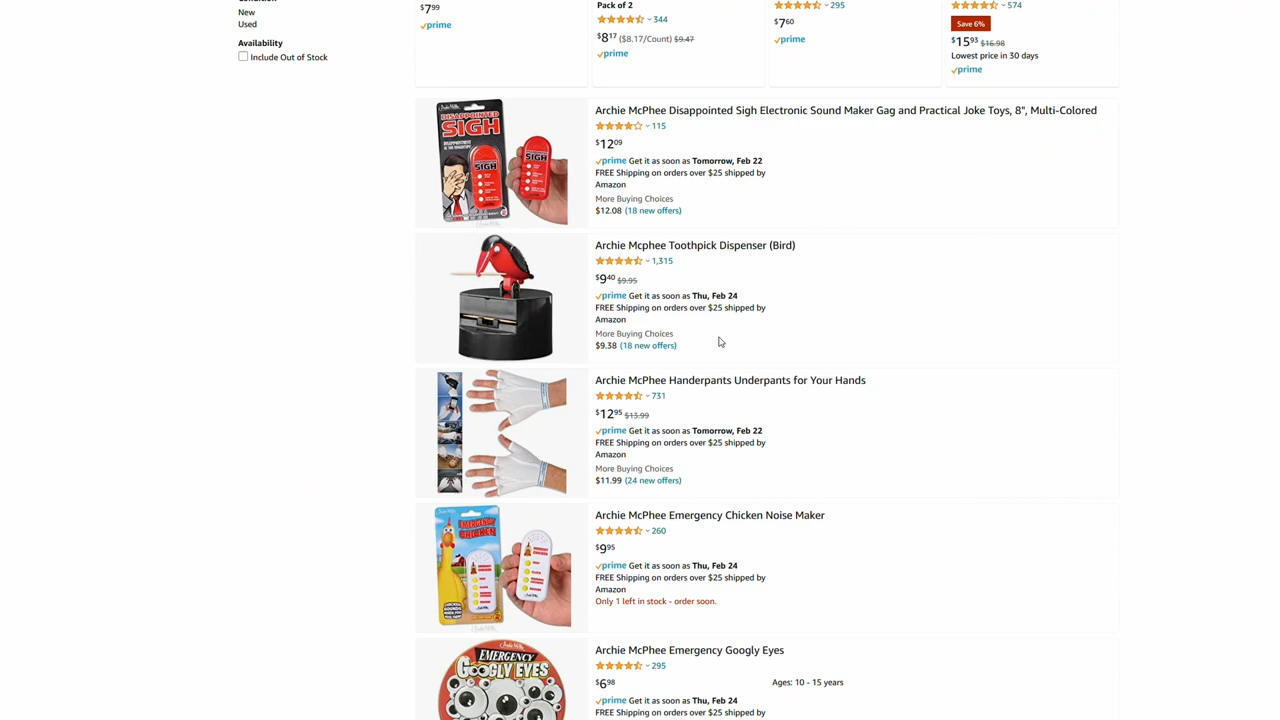 New
Used
Availability
Include Out of Stock
$7.99
prime
Pack of 2
344
$8.17 ($8.17/Count) $9.47
prime
295
$7.60
prime
574
Save 6%
$15.93 $16.98
Lowest price in 30 days
prime
DISAPPOINTED
SIGH
SIGH
Archie McPhee Disappointed Sigh Electronic Sound Maker Gag and Practical Joke Toys, 8", Multi-Colored
115
$12.09
prime Get it as soon as Tomorrow, Feb 22
FREE Shipping on orders over $25 shipped by
Amazon
More Buying Choices
$12.08 (18 new offers)
Archie Mcphee Toothpick Dispenser (Bird)
1,315
$9.40 $9.95
prime Get it as soon as Thu, Feb 24
FREE Shipping on orders over $25 shipped by
Amazon
More Buying Choices
$9.38 (18 new offers)
Archie McPhee Handerpants Underpants for Your Hands
731
$12.95 $13.99
prime Get it as soon as Tomorrow, Feb 22
FREE Shipping on orders over $25 shipped by
Amazon
More Buying Choices
$11.99 (24 new offers)
EMERGENCY
CHICKEN
Archie McPhee Emergency Chicken Noise Maker
260
$9.95
prime Get it as soon as Thu, Feb 24
FREE Shipping on orders over $25 shipped by
Amazon
Only 1 left in stock - order soon.
EMERGENCY
GOOGLY EYES
Archie McPhee Emergency Googly Eyes
295
$6.98
Ages: 10 - 15 years
prime Get it as soon as Thu, Feb 24
FREE Shipping on orders over $25 shipped by